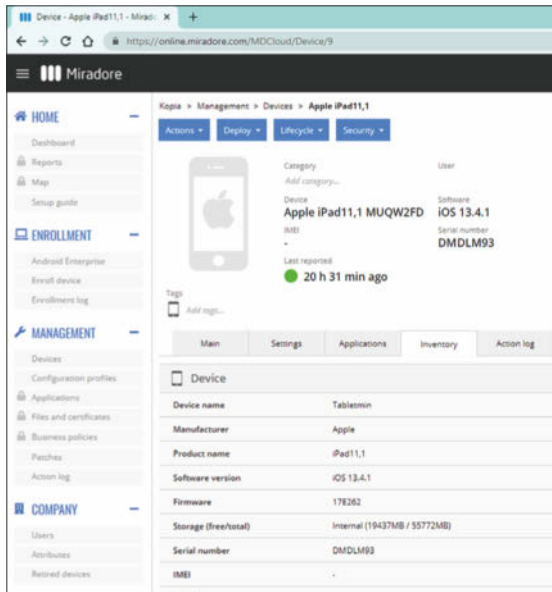 Device - Apple iPad11,1 - Mirado
https://online.miradore.com/MDCloud/Device/9
Miradore
Kopia > Management > Devices > Apple iPad11,1
Actions Deploy Lifecycle Security
HOME
Dashboard
Reports
Map
Setup guide
ENROLLMENT
Android Enterprise
Enroll device
Enrollment log
MANAGEMENT
Devices
Configuration profiles
Applications
Files and certificates
Business policies
Patches
Action log
COMPANY
Users
Attributes
Retired devices
Category User
Add category...
Device Software
Apple iPad11,1 MUQW2FD iOS 13.4.1
IMEI Serial number
- DMDLM93
Last reported
20 h 31 min ago
Tags
Add tags...
Main Settings Applications Inventory Action log
Device
Device name Tabletmin
Manufacturer Apple
Product name iPad11,1
Software version iOS 13.4.1
Firmware 17E262
Storage (free/total) Internal (19437MB / 55772MB)
Serial number DMDLM93
IMEI -